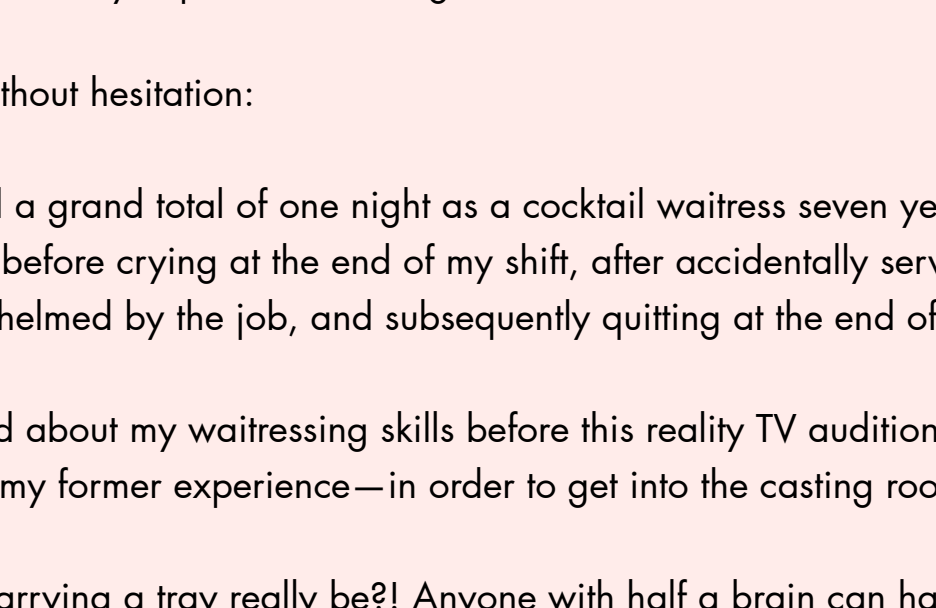 thout hesitation:
a grand total of one night as a cocktail waitress seven ye
before crying at the end of my shift, after accidentally serv
helmed by the job, and subsequently quitting at the end of
d about my waitressing skills before this reality TV audition
my former experience—in order to get into the casting roo
arrying a tray really be?! Anyone with half a brain can ha